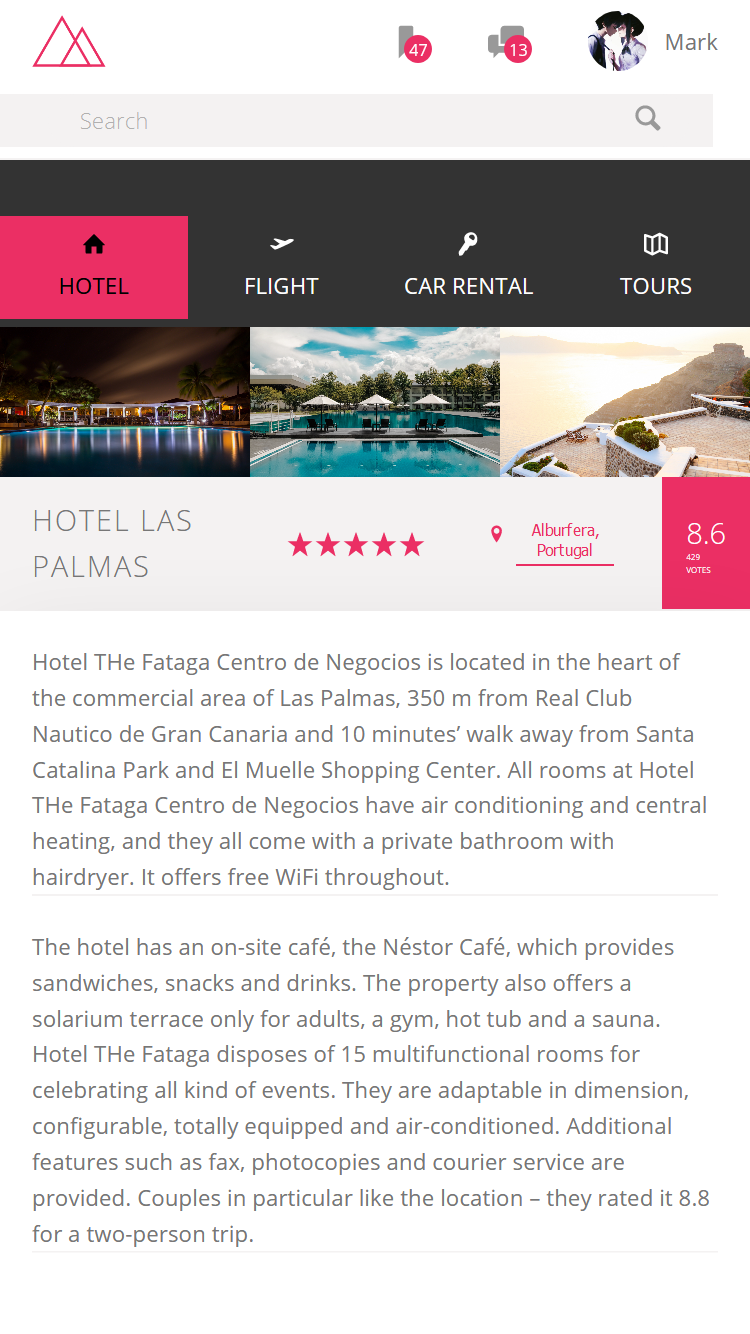 47
13
Mark
Search
HOTEL
FLIGHT
CAR RENTAL
TOURS
HOTEL LAS
PALMAS
Alburfera,
Portugal
8.6
429
VOTES
Hotel THe Fataga Centro de Negocios is located in the heart of
the commercial area of Las Palmas, 350 m from Real Club
Nautico de Gran Canaria and 10 minutes’ walk away from Santa
Catalina Park and El Muelle Shopping Center. All rooms at Hotel
THe Fataga Centro de Negocios have air conditioning and central
heating, and they all come with a private bathroom with
hairdryer. It offers free WiFi throughout.
The hotel has an on-site café, the Néstor Café, which provides
sandwiches, snacks and drinks. The property also offers a
solarium terrace only for adults, a gym, hot tub and a sauna.
Hotel THe Fataga disposes of 15 multifunctional rooms for
celebrating all kind of events. They are adaptable in dimension,
configurable, totally equipped and air-conditioned. Additional
features such as fax, photocopies and courier service are
provided. Couples in particular like the location – they rated it 8.8
for a two-person trip.